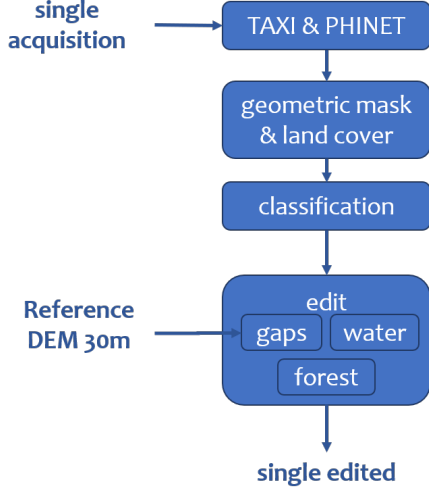 single
acquisition
TAXI & PHINET
geometric mask
& land cover
classification
edit
Reference
DEM 30m
gaps
water
forest
single edited